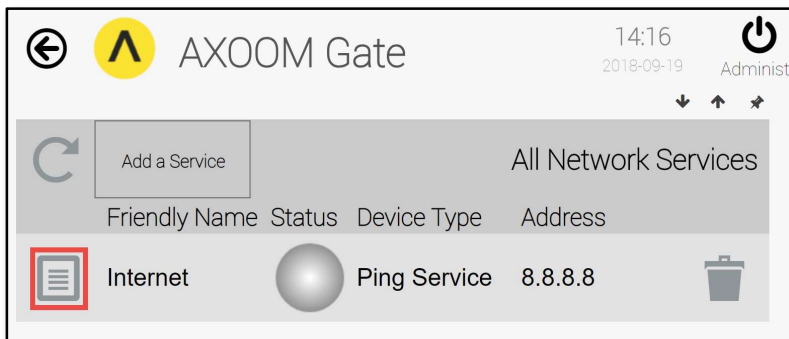 AXOOM Gate
14:16
2018-09-19
Administ
Add a Service
All Network Services
Friendly Name Status Device Type Address
Internet Ping Service 8.8.8.8